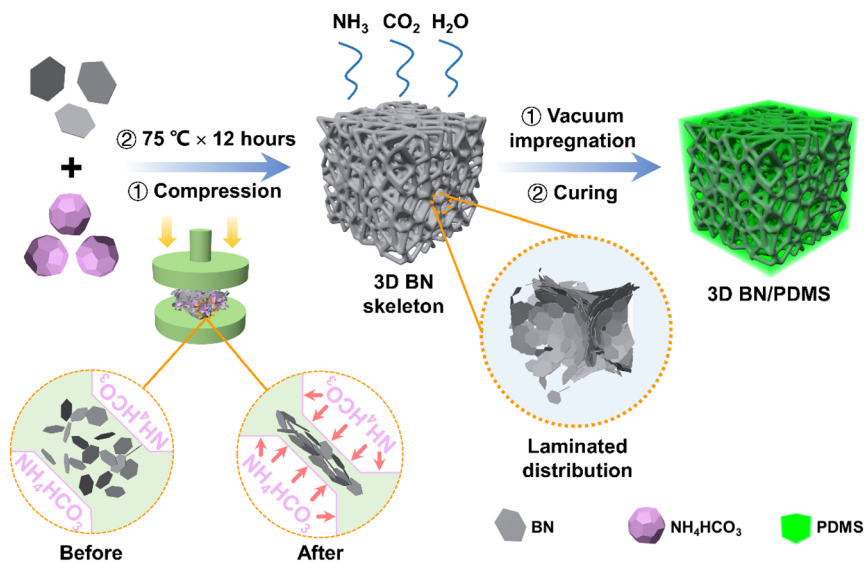 NH₃ CO₂ H₂O
② 75 ℃ × 12 hours
① Compression
① Vacuum
impregnation
② Curing
+
3D BN
skeleton
3D BN/PDMS
NH₄HCO₃
NH₄HCO₃
Before
NH₄HCO₃
NH₄HCO₃
After
Laminated
distribution
BN
NH₄HCO₃
PDMS